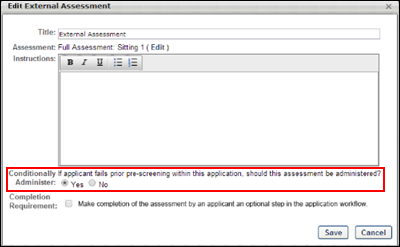 Edit External Assessment
Title: External Assessment
Assessment: Full Assessment: Sitting 1 ( Edit )
Instructions:
B I U
Conditionally If applicant fails prior pre-screening within this application, should this assessment be administered?
Administer: Yes No
Completion
Requirement: Make completion of the assessment by an applicant an optional step in the application workflow.
Save Cancel